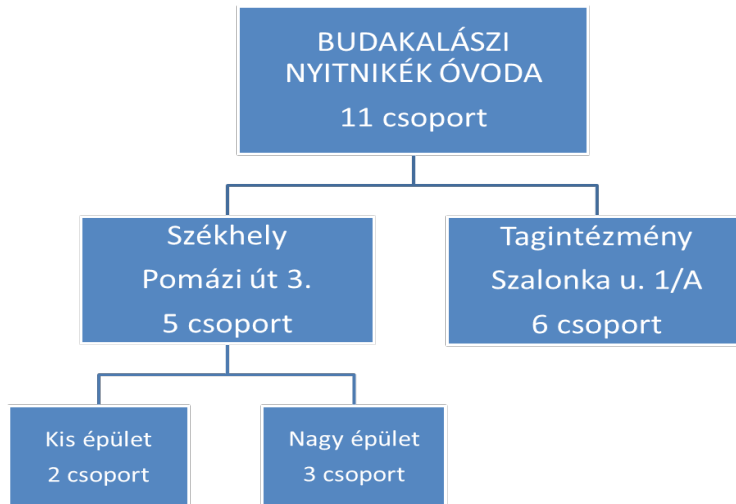 BUDAKALÁSZI
NYITNIKÉK ÓVODA
11 csoport
Székhely
Pomázi út 3.
5 csoport
Tagintézmény
Szalonka u. 1/A
6 csoport
Kis épület
2 csoport
Nagy épület
3 csoport